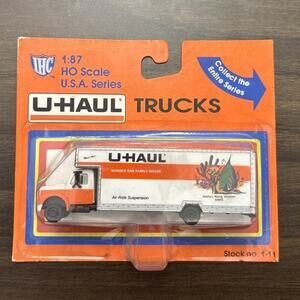 IHC
1:87
HO Scale
U.S.A. Series
Collect the
Entire Series
U-HAUL TRUCKS
U-HAUL
NUMBER ONE FAMILY MOVER
Air-Ride Suspension
Stock no. 1-11